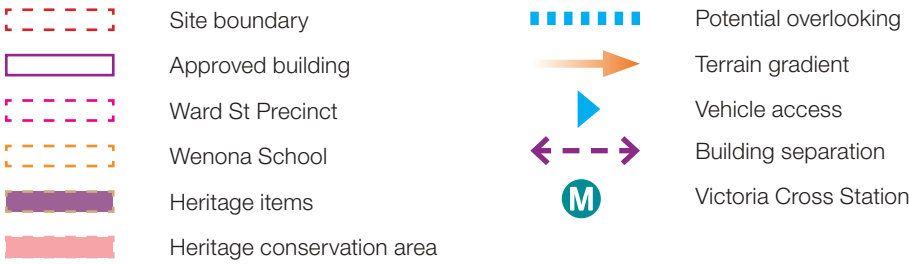 Site boundary
Approved building
Ward St Precinct
Wenona School
Heritage items
Heritage conservation area
Potential overlooking
Terrain gradient
Vehicle access
Building separation
M
Victoria Cross Station